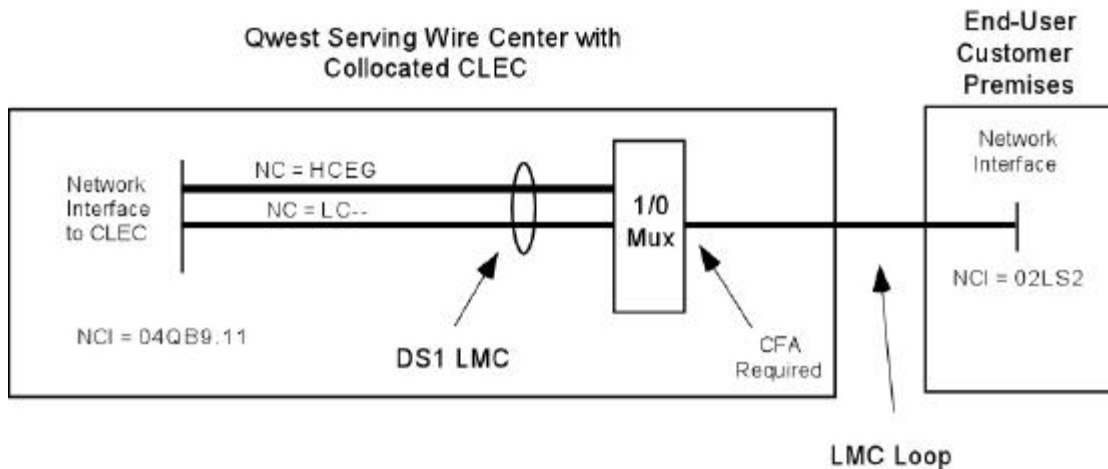 Qwest Serving Wire Center with
Collocated CLEC
End-User
Customer
Premises
Network
Interface
to CLEC
NC = HCEG
NC = LC--
1/0
Mux
Network
Interface
NCI = 02LS2
NCI = 04QB9.11
DS1 LMC
CFA
Required
LMC Loop